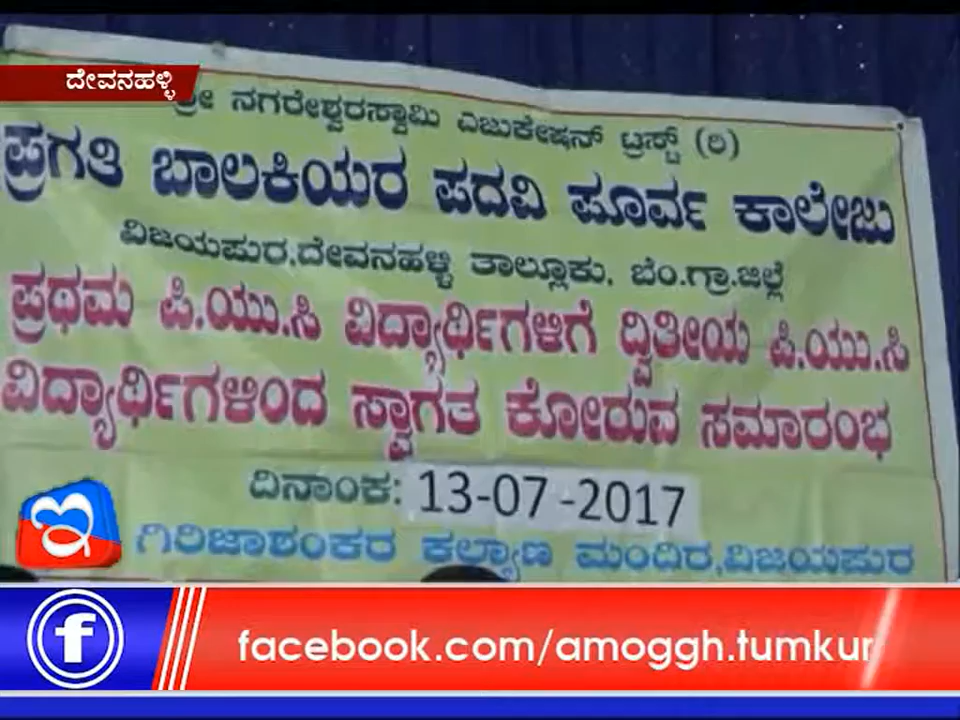 ದೇವನಹಳ್ಳಿ
ಶ್ರೀ ನಗರೇಶ್ವರಸ್ವಾಮಿ ಎಜುಕೇಷನ್ ಟ್ರಸ್ಟ್ (ರಿ)
ಪ್ರಗತಿ ಬಾಲಕಿಯರ ಪದವಿ ಪೂರ್ವ ಕಾಲೇಜು
ವಿಜಯಪುರ,ದೇವನಹಳ್ಳಿ ತಾಲ್ಲೂಕು, ಬೆಂ.ಗ್ರಾ.ಜಿಲ್ಲೆ
ಪ್ರಥಮ ಪಿ.ಯು.ಸಿ ವಿದ್ಯಾರ್ಥಿಗಳಿಗೆ ದ್ವಿತೀಯ ಪಿ.ಯು.ಸಿ
ವಿದ್ಯಾರ್ಥಿಗಳಿಂದ ಸ್ವಾಗತ ಕೋರುವ ಸಮಾರಂಭ
ದಿನಾಂಕ: 13-07-2017
ಗಿರಿಜಾಶಂಕರ ಕಲ್ಯಾಣ ಮಂದಿರ,ವಿಜಯಪುರ
ಇ
f facebook.com/amoggh.tumkur